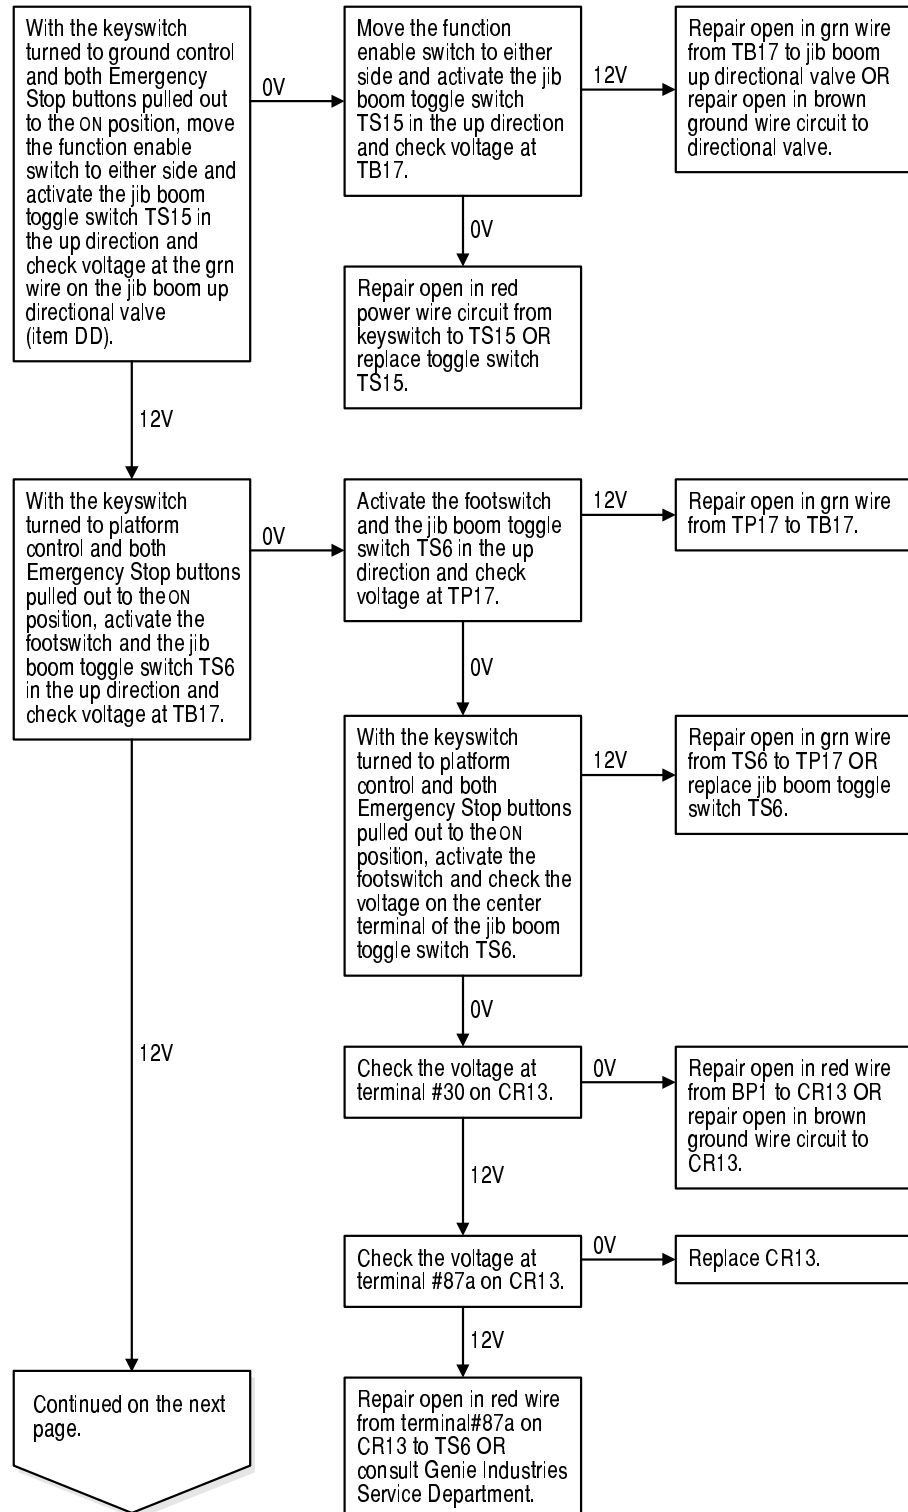 With the keyswitch
turned to ground control
and both Emergency
Stop buttons pulled out
to the ON position, move
the function enable
switch to either side and
activate the jib boom
toggle switch TS15 in
the up direction and
check voltage at the grn
wire on the jib boom up
directional valve
(item DD).
0V
Move the function
enable switch to either
side and activate the jib
boom toggle switch
TS15 in the up direction
and check voltage at
TB17.
12V
Repair open in grn wire
from TB17 to jib boom
up directional valve OR
repair open in brown
ground wire circuit to
directional valve.
0V
Repair open in red
power wire circuit from
keyswitch to TS15 OR
replace toggle switch
TS15.
12V
With the keyswitch
turned to platform
control and both
Emergency Stop buttons
pulled out to the ON
position, activate the
footswitch and the jib
boom toggle switch TS6
in the up direction and
check voltage at TB17.
0V
Activate the footswitch
and the jib boom toggle
switch TS6 in the up
direction and check
voltage at TP17.
12V
Repair open in grn wire
from TP17 to TB17.
0V
With the keyswitch
turned to platform
control and both
Emergency Stop buttons
pulled out to the ON
position, activate the
footswitch and check the
voltage on the center
terminal of the jib boom
toggle switch TS6.
12V
Repair open in grn wire
from TS6 to TP17 OR
replace jib boom toggle
switch TS6.
0V
12V
Check the voltage at
terminal #30 on CR13.
0V
Repair open in red wire
from BP1 to CR13 OR
repair open in brown
ground wire circuit to
CR13.
12V
Check the voltage at
terminal #87a on CR13.
0V
Replace CR13.
12V
Continued on the next
page.
Repair open in red wire
from terminal#87a on
CR13 to TS6 OR
consult Genie Industries
Service Department.